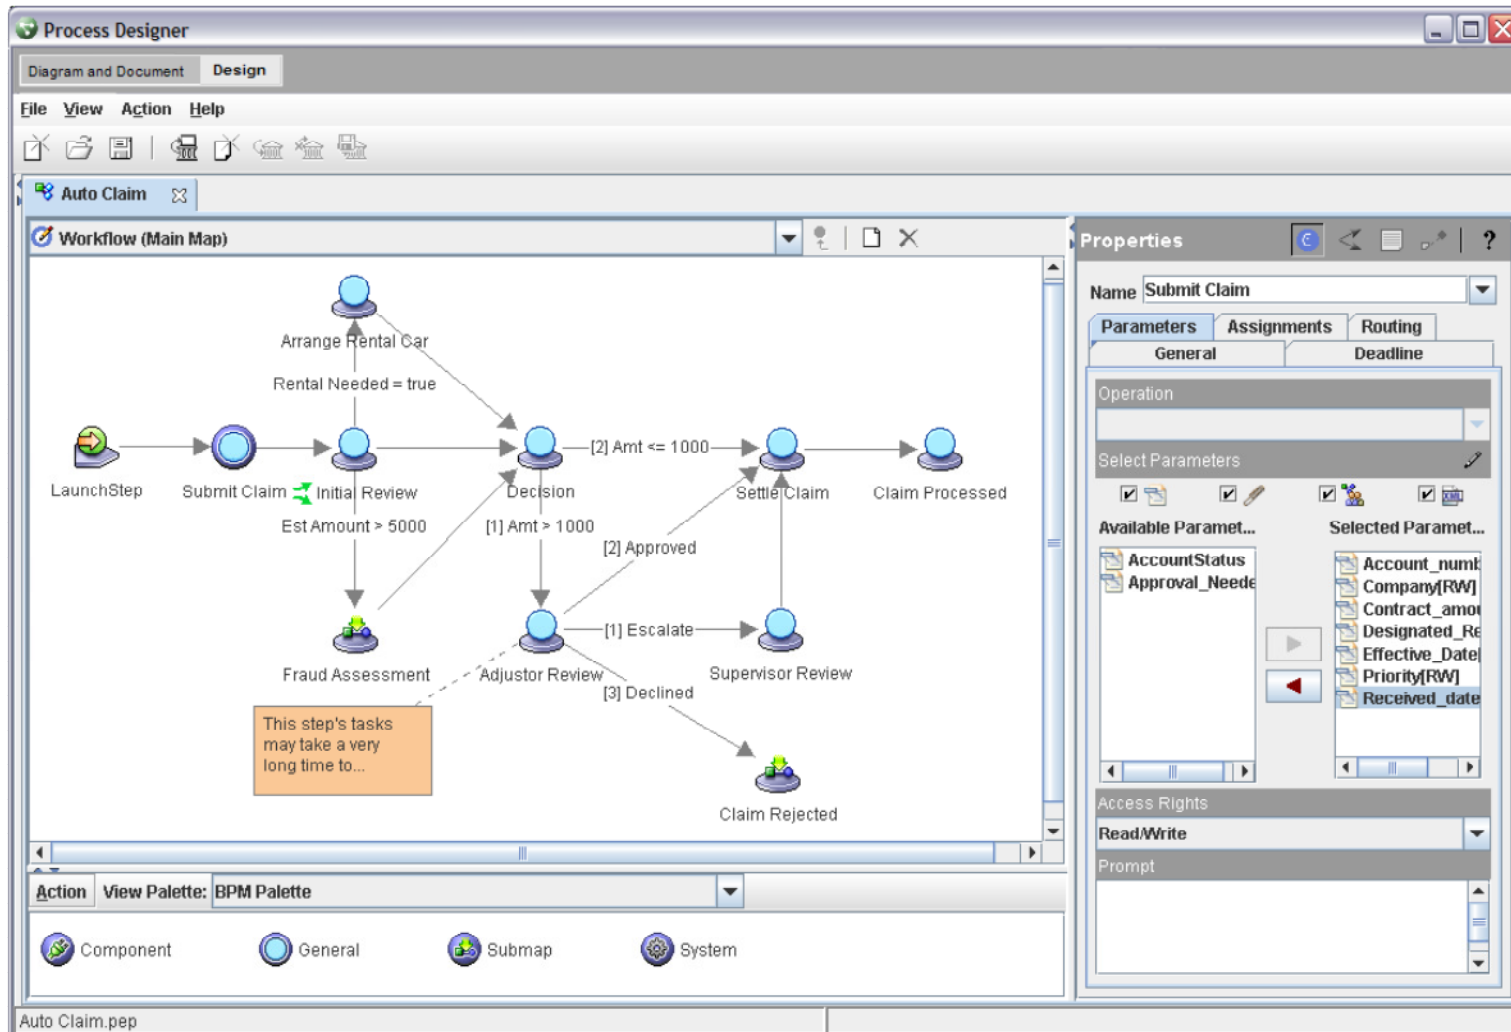 Process Designer
Diagram and Document
Design
File View Action Help
Auto Claim
Workflow (Main Map)
Arrange Rental Car
Rental Needed = true
LaunchStep
Submit Claim
Initial Review
Decision
[2] Amt <= 1000
Settle Claim
Claim Processed
Est Amount > 5000
[1] Amt > 1000
[2] Approved
Fraud Assessment
Adjustor Review
[1] Escalate
Supervisor Review
[3] Declined
This step's tasks
may take a very
long time to...
Claim Rejected
Action View Palette: BPM Palette
Component
General
Submap
System
Auto Claim.pep
Properties
?
Name Submit Claim
Parameters Assignments Routing
General Deadline
Operation
Select Parameters
Available Paramet...
AccountStatus
Approval_Neede
Selected Paramet...
Account_numb
Company[RW]
Contract_amou
Designated_Re
Effective_Date[
Priority[RW]
Received_date
Access Rights
Read/Write
Prompt